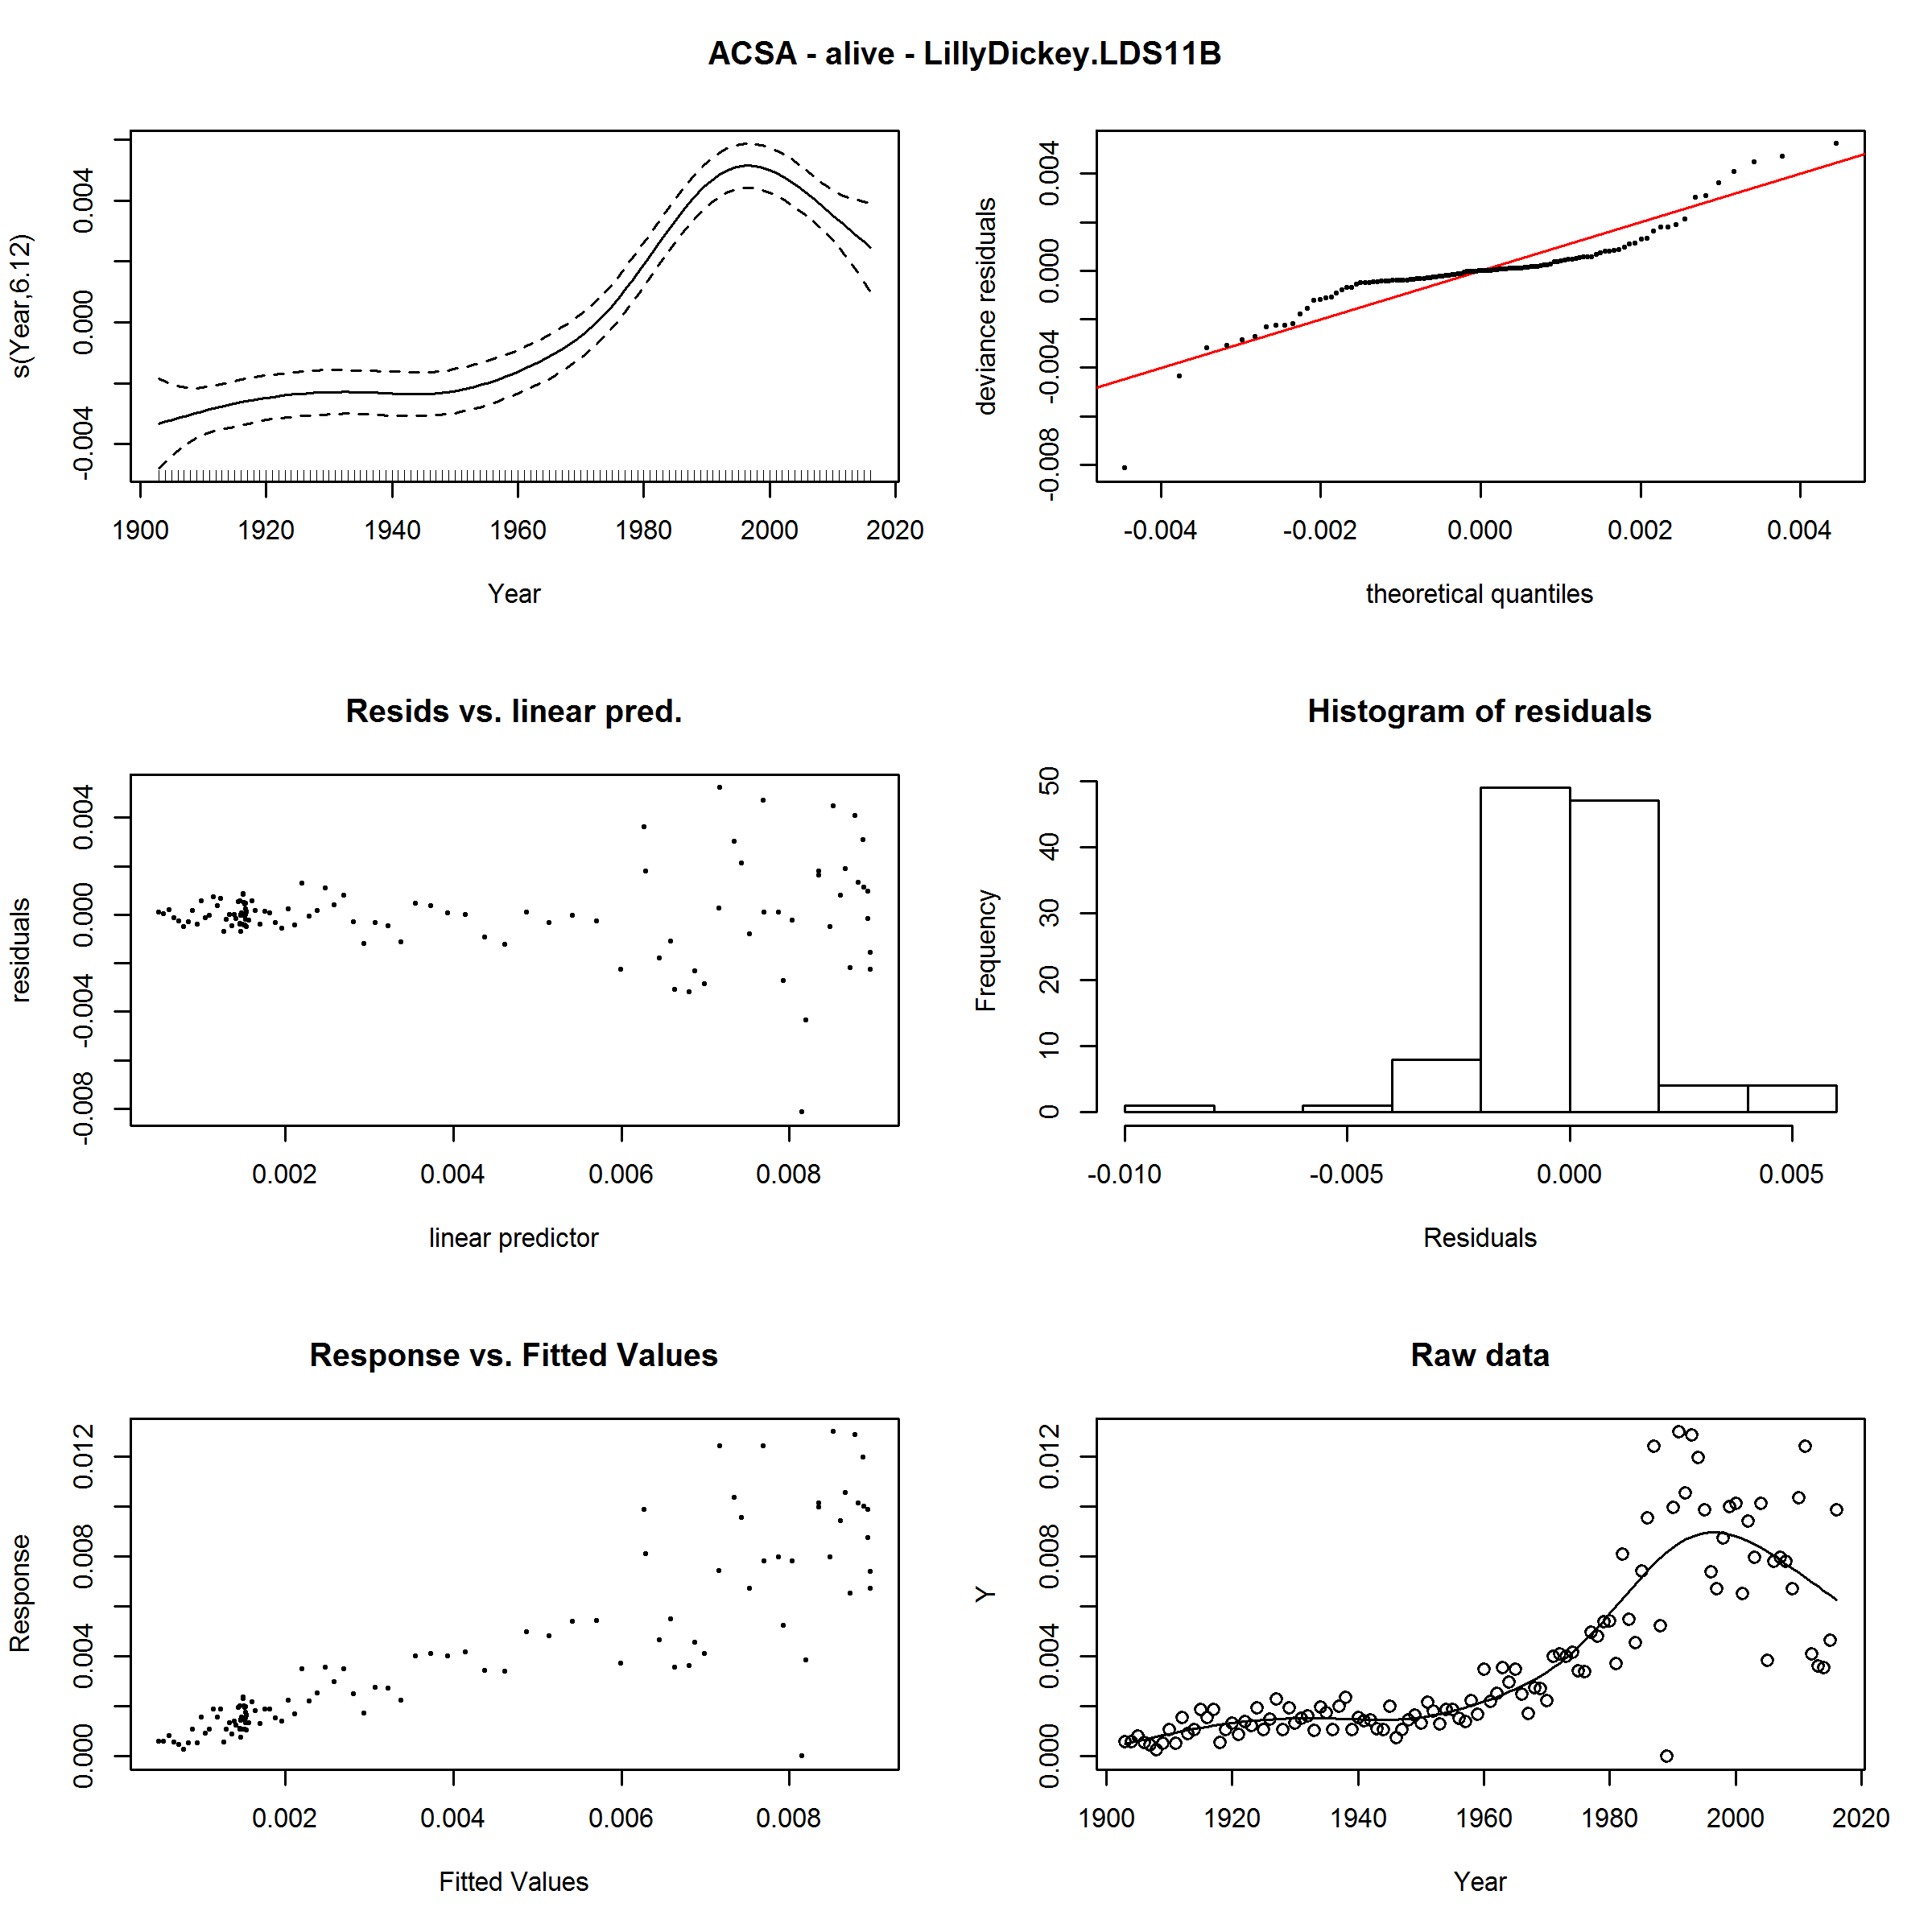 ACSA - alive - LillyDickey.LDS11B
s(Year,6.12)
-0.004 0.000 0.004
1900 1920 1940 1960 1980 2000 2020
Year
deviance residuals
-0.008 -0.004 0.000 0.004
-0.004 -0.002 0.000 0.002 0.004
theoretical quantiles
Resids vs. linear pred.
residuals
-0.008 -0.004 0.000 0.004
0.002 0.004 0.006 0.008
linear predictor
Histogram of residuals
Frequency
0 10 20 30 40 50
-0.010 -0.005 0.000 0.005
Residuals
Response vs. Fitted Values
Response
0.000 0.004 0.008 0.012
0.002 0.004 0.006 0.008
Fitted Values
Raw data
Y
0.000 0.004 0.008 0.012
1900 1920 1940 1960 1980 2000 2020
Year